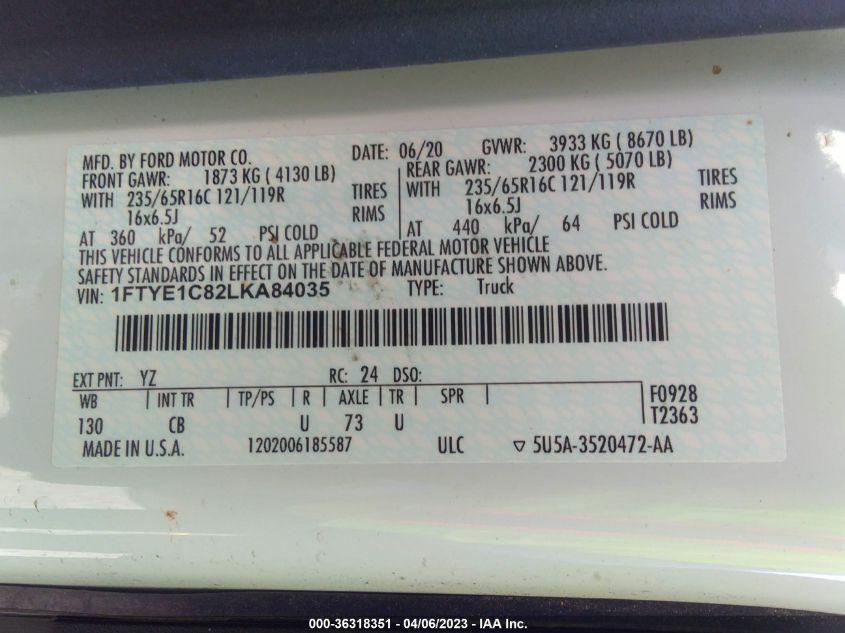 MFD. BY FORD MOTOR CO. DATE: 06/20 GVWR: 3933 KG ( 8670 LB)
FRONT GAWR: 1873 KG ( 4130 LB) REAR GAWR: 2300 KG ( 5070 LB)
WITH 235/65R16C 121/119R TIRES WITH 235/65R16C 121/119R TIRES
16x6.5J RIMS 16x6.5J RIMS
AT 360 kPa/ 52 PSI COLD AT 440 kPa/ 64 PSI COLD
THIS VEHICLE CONFORMS TO ALL APPLICABLE FEDERAL MOTOR VEHICLE
SAFETY STANDARDS IN EFFECT ON THE DATE OF MANUFACTURE SHOWN ABOVE.
VIN: 1FTYE1C82LKA84035 TYPE: Truck
EXT PNT: YZ RC: 24 DSO:
WB | INT TR | TP/PS | R | AXLE | TR | SPR F0928
130 CB U 73 U T2363
MADE IN U.S.A. 1202006185587 ULC ▽ 5U5A-3520472-AA
000-36318351 - 04/06/2023 - IAA Inc.